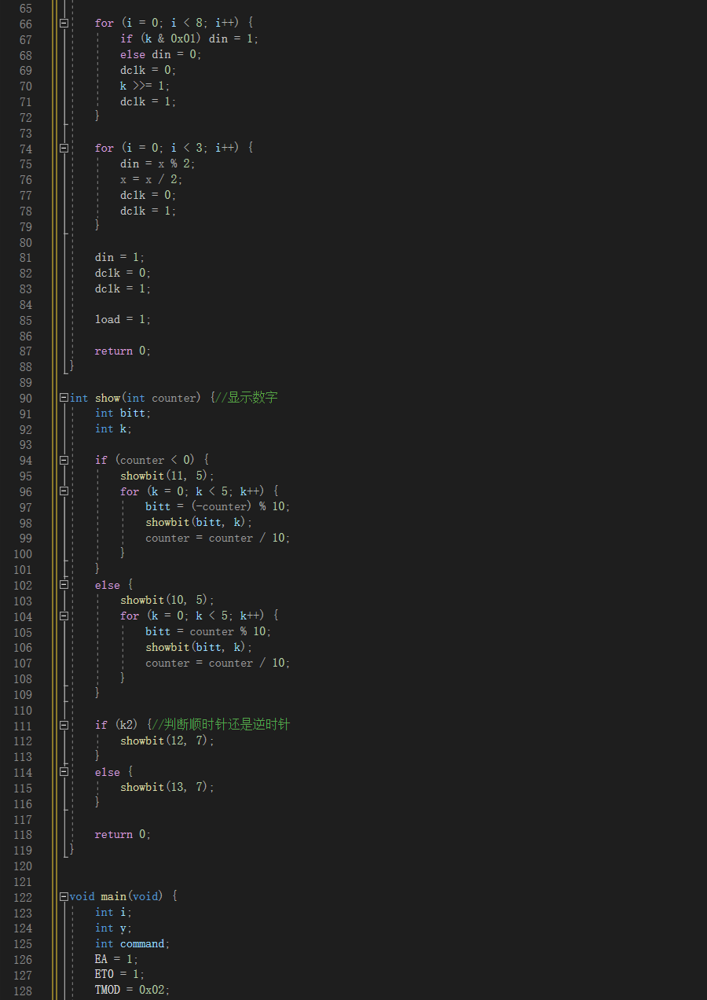 65
66 for (i = 0; i < 8; i++) {
67 if (k & 0x01) din = 1;
68 else din = 0;
69 dclk = 0;
70 k >>= 1;
71 dclk = 1;
72 }
73
74 for (i = 0; i < 3; i++) {
75 din = x % 2;
76 x = x / 2;
77 dclk = 0;
78 dclk = 1;
79 }
80
81 din = 1;
82 dclk = 0;
83 dclk = 1;
84
85 load = 1;
86
87 return 0;
88 }
89
90 int show(int counter) {//显示数字
91 int bitt;
92 int k;
93
94 if (counter < 0) {
95 showbit(11, 5);
96 for (k = 0; k < 5; k++) {
97 bitt = (-counter) % 10;
98 showbit(bitt, k);
99 counter = counter / 10;
100 }
101 }
102 else {
103 showbit(10, 5);
104 for (k = 0; k < 5; k++) {
105 bitt = counter % 10;
106 showbit(bitt, k);
107 counter = counter / 10;
108 }
109 }
110
111 if (k2) {//判断顺时针还是逆时针
112 showbit(12, 7);
113 }
114 else {
115 showbit(13, 7);
116 }
117
118 return 0;
119 }
120
121
122 void main(void) {
123 int i;
124 int y;
125 int command;
126 EA = 1;
127 ET0 = 1;
128 TMOD = 0x02;